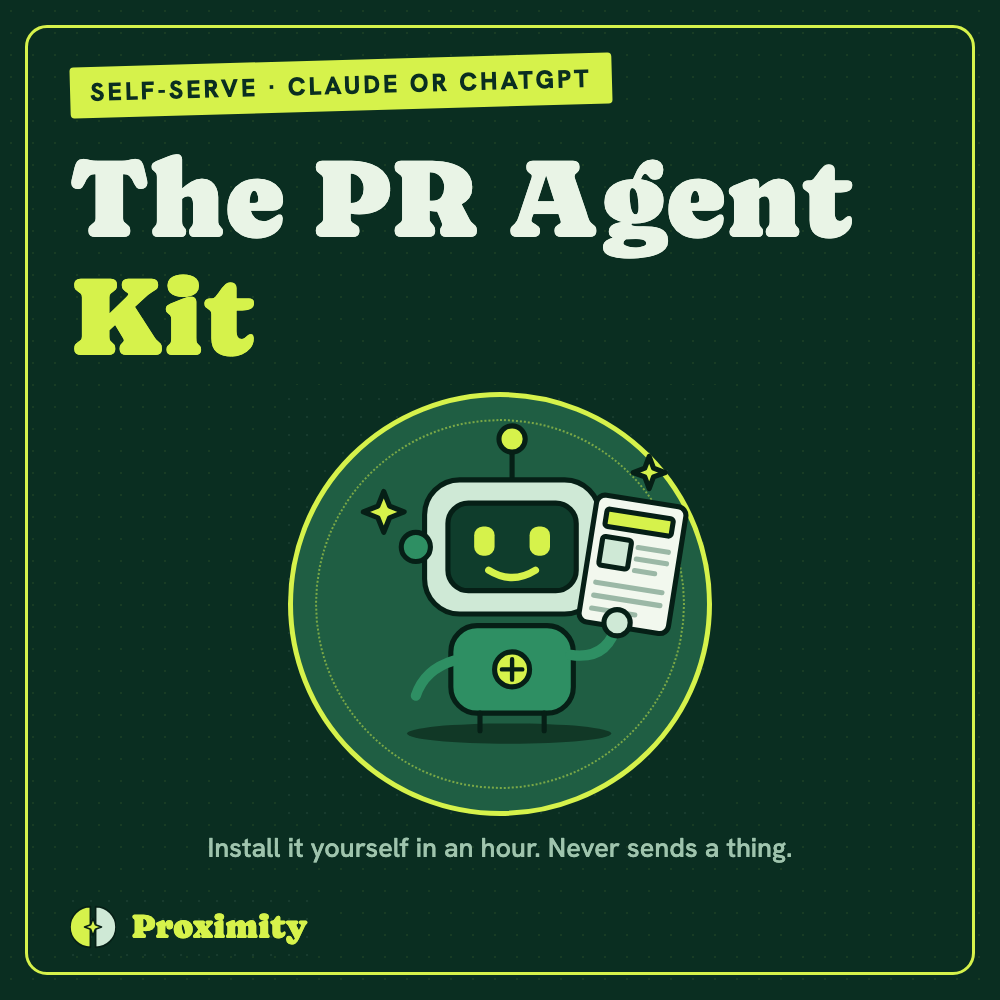 SELF-SERVE · CLAUDE OR CHATGPT
The PR Agent
Kit
Install it yourself in an hour. Never sends a thing.
Proximity